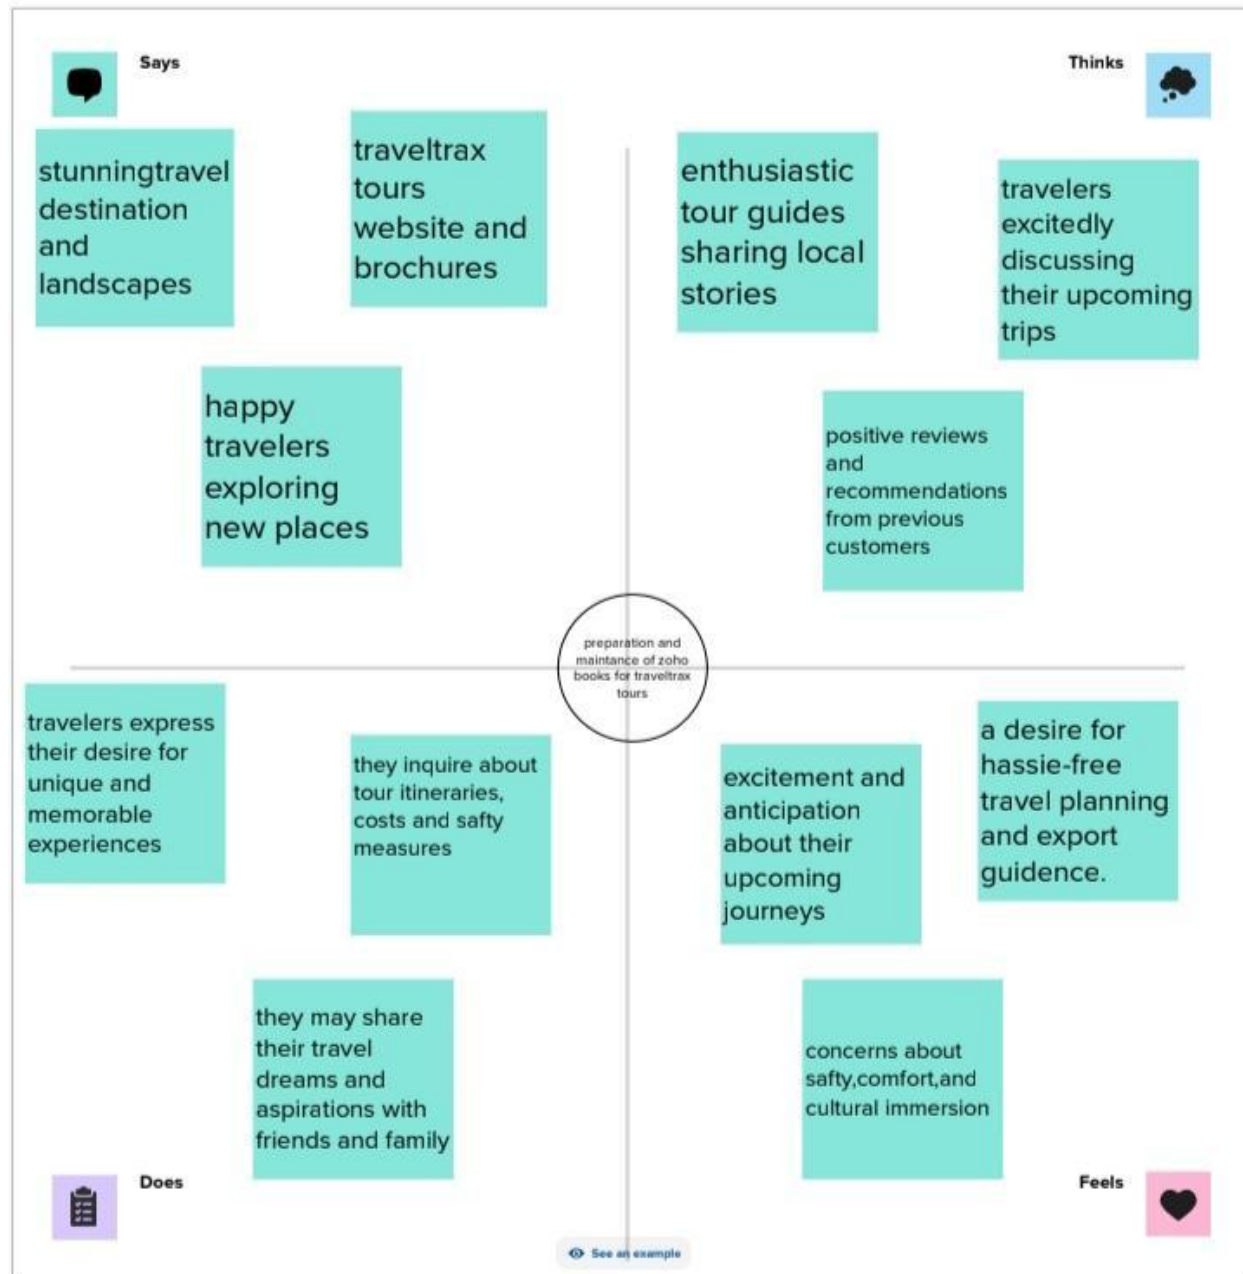 Says
stunningtravel
destination
and
landscapes
traveltrax
tours
website and
brochures
happy
travelers
exploring
new places
Thinks
enthusiastic
tour guides
sharing local
stories
travelers
excitedly
discussing
their upcoming
trips
positive reviews
and
recommendations
from previous
customers
preparation and
maintance of zoho
books for traveltrax
tours
travelers express
their desire for
unique and
memorable
experiences
they inquire about
tour itineraries,
costs and safty
measures
they may share
their travel
dreams and
aspirations with
friends and family
Does
excitement and
anticipation
about their
upcoming
journeys
a desire for
hassie-free
travel planning
and export
guidence.
concerns about
safty,comfort,and
cultural immersion
Feels
See an example